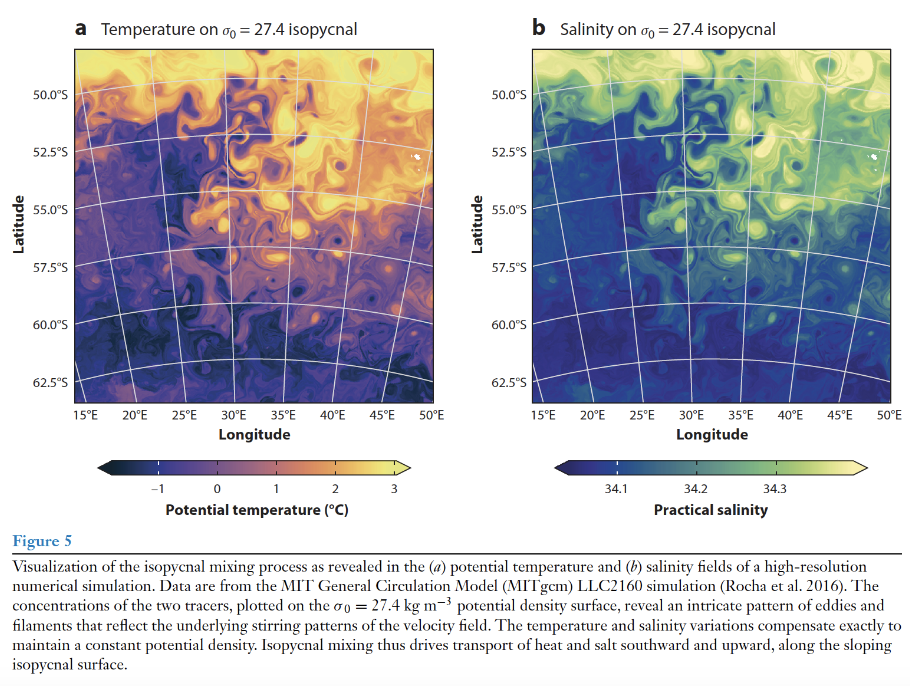 a Temperature on σ0 = 27.4 isopycnal
b Salinity on σ0 = 27.4 isopycnal
Latitude
50.0°S
52.5°S
55.0°S
57.5°S
60.0°S
62.5°S
15°E 20°E 25°E 30°E 35°E 40°E 45°E 50°E
Longitude
Latitude
50.0°S
52.5°S
55.0°S
57.5°S
60.0°S
62.5°S
15°E 20°E 25°E 30°E 35°E 40°E 45°E 50°E
Longitude
−1 0 1 2 3
Potential temperature (°C)
34.1 34.2 34.3
Practical salinity
Figure 5
Visualization of the isopycnal mixing process as revealed in the (a) potential temperature and (b) salinity fields of a high-resolution
numerical simulation. Data are from the MIT General Circulation Model (MITgcm) LLC2160 simulation (Rocha et al. 2016). The
concentrations of the two tracers, plotted on the σ0 = 27.4 kg m−3 potential density surface, reveal an intricate pattern of eddies and
filaments that reflect the underlying stirring patterns of the velocity field. The temperature and salinity variations compensate exactly to
maintain a constant potential density. Isopycnal mixing thus drives transport of heat and salt southward and upward, along the sloping
isopycnal surface.